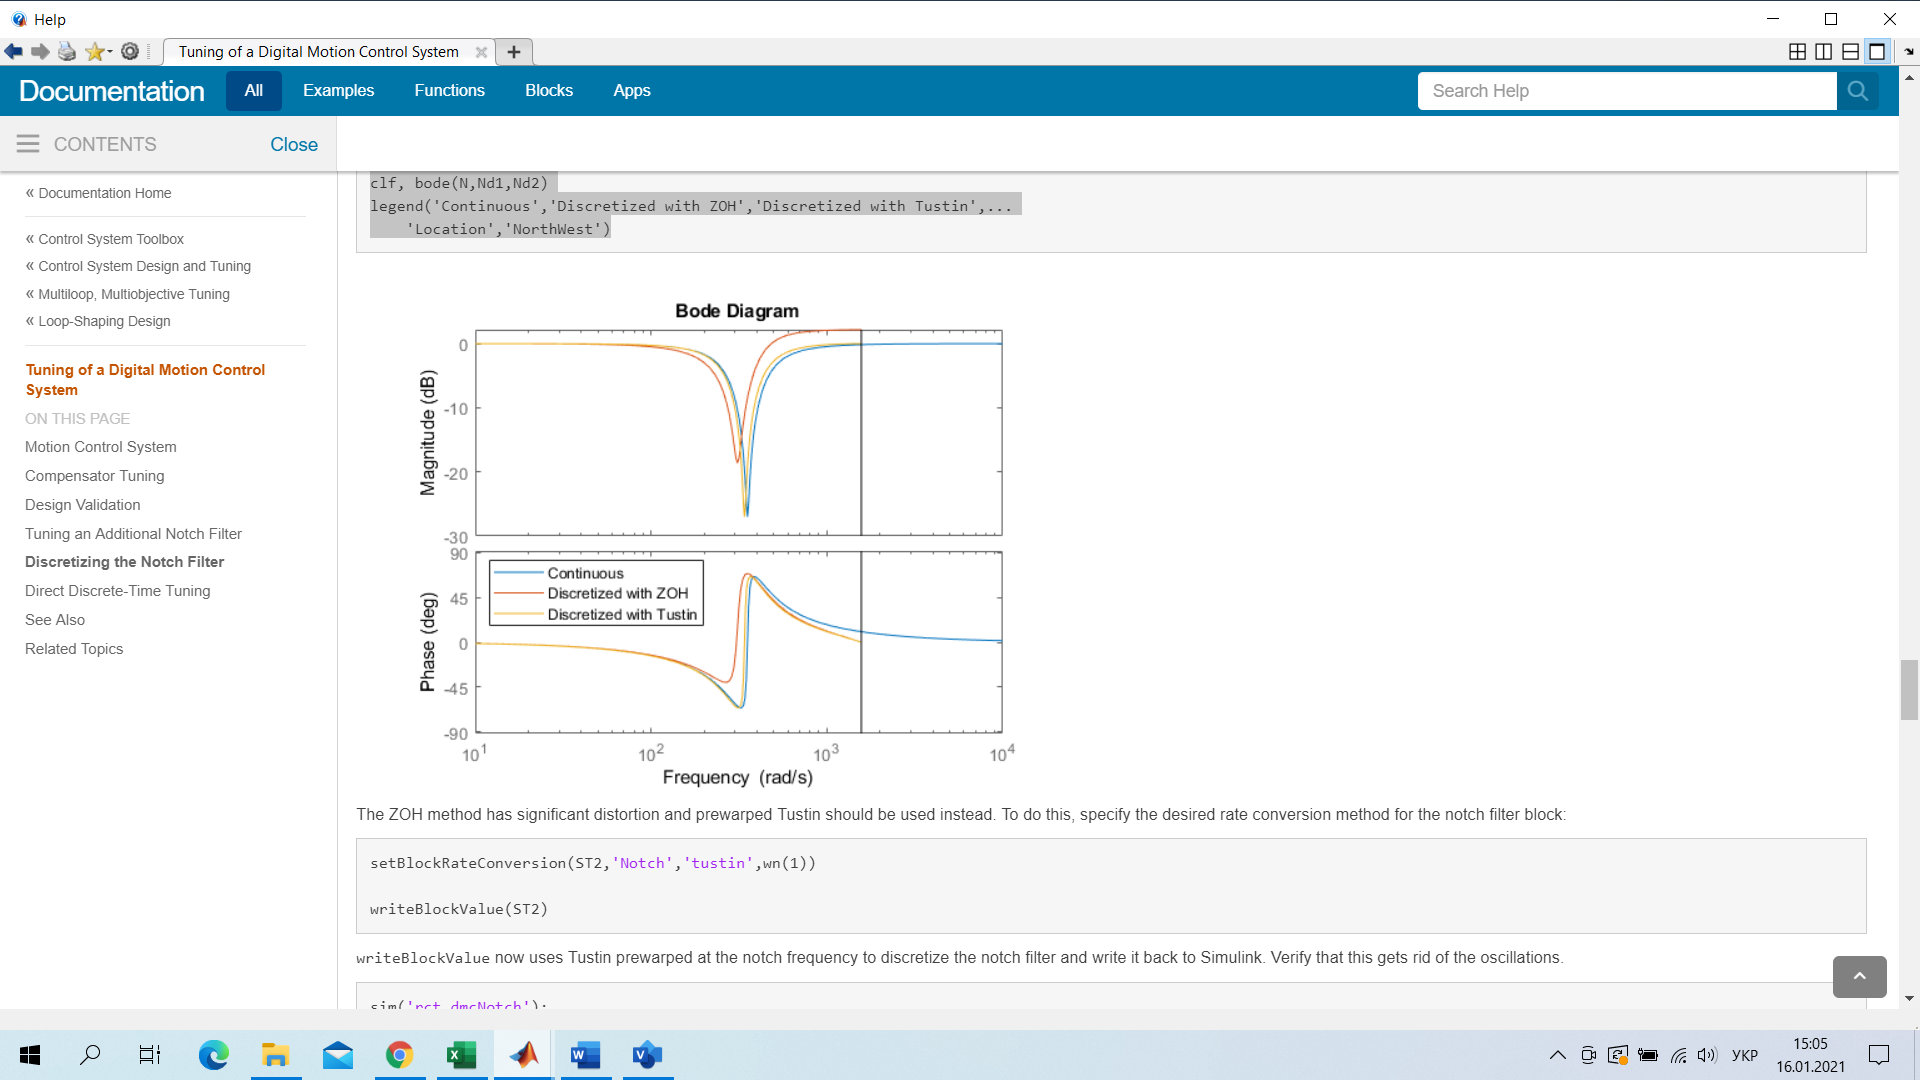 Help
Tuning of a Digital Motion Control System
Documentation
All
Examples
Functions
Blocks
Apps
Search Help
CONTENTS
Close
« Documentation Home
« Control System Toolbox
« Control System Design and Tuning
« Multiloop, Multiobjective Tuning
« Loop-Shaping Design
Tuning of a Digital Motion Control
System
ON THIS PAGE
Motion Control System
Compensator Tuning
Design Validation
Tuning an Additional Notch Filter
Discretizing the Notch Filter
Direct Discrete-Time Tuning
See Also
Related Topics
clf, bode(N,Nd1,Nd2)
legend('Continuous','Discretized with ZOH','Discretized with Tustin',...
'Location','NorthWest')
Bode Diagram
Magnitude (dB)
0
-10
-20
-30
Phase (deg)
90
45
0
-45
-90
Continuous
Discretized with ZOH
Discretized with Tustin
10^1
10^2
10^3
10^4
Frequency (rad/s)
The ZOH method has significant distortion and prewarped Tustin should be used instead. To do this, specify the desired rate conversion method for the notch filter block:
setBlockRateConversion(ST2,'Notch','tustin',wn(1))
writeBlockValue(ST2)
writeBlockValue now uses Tustin prewarped at the notch frequency to discretize the notch filter and write it back to Simulink. Verify that this gets rid of the oscillations.
sim('rct_dmcNotch');
УКР
15:05
16.01.2021